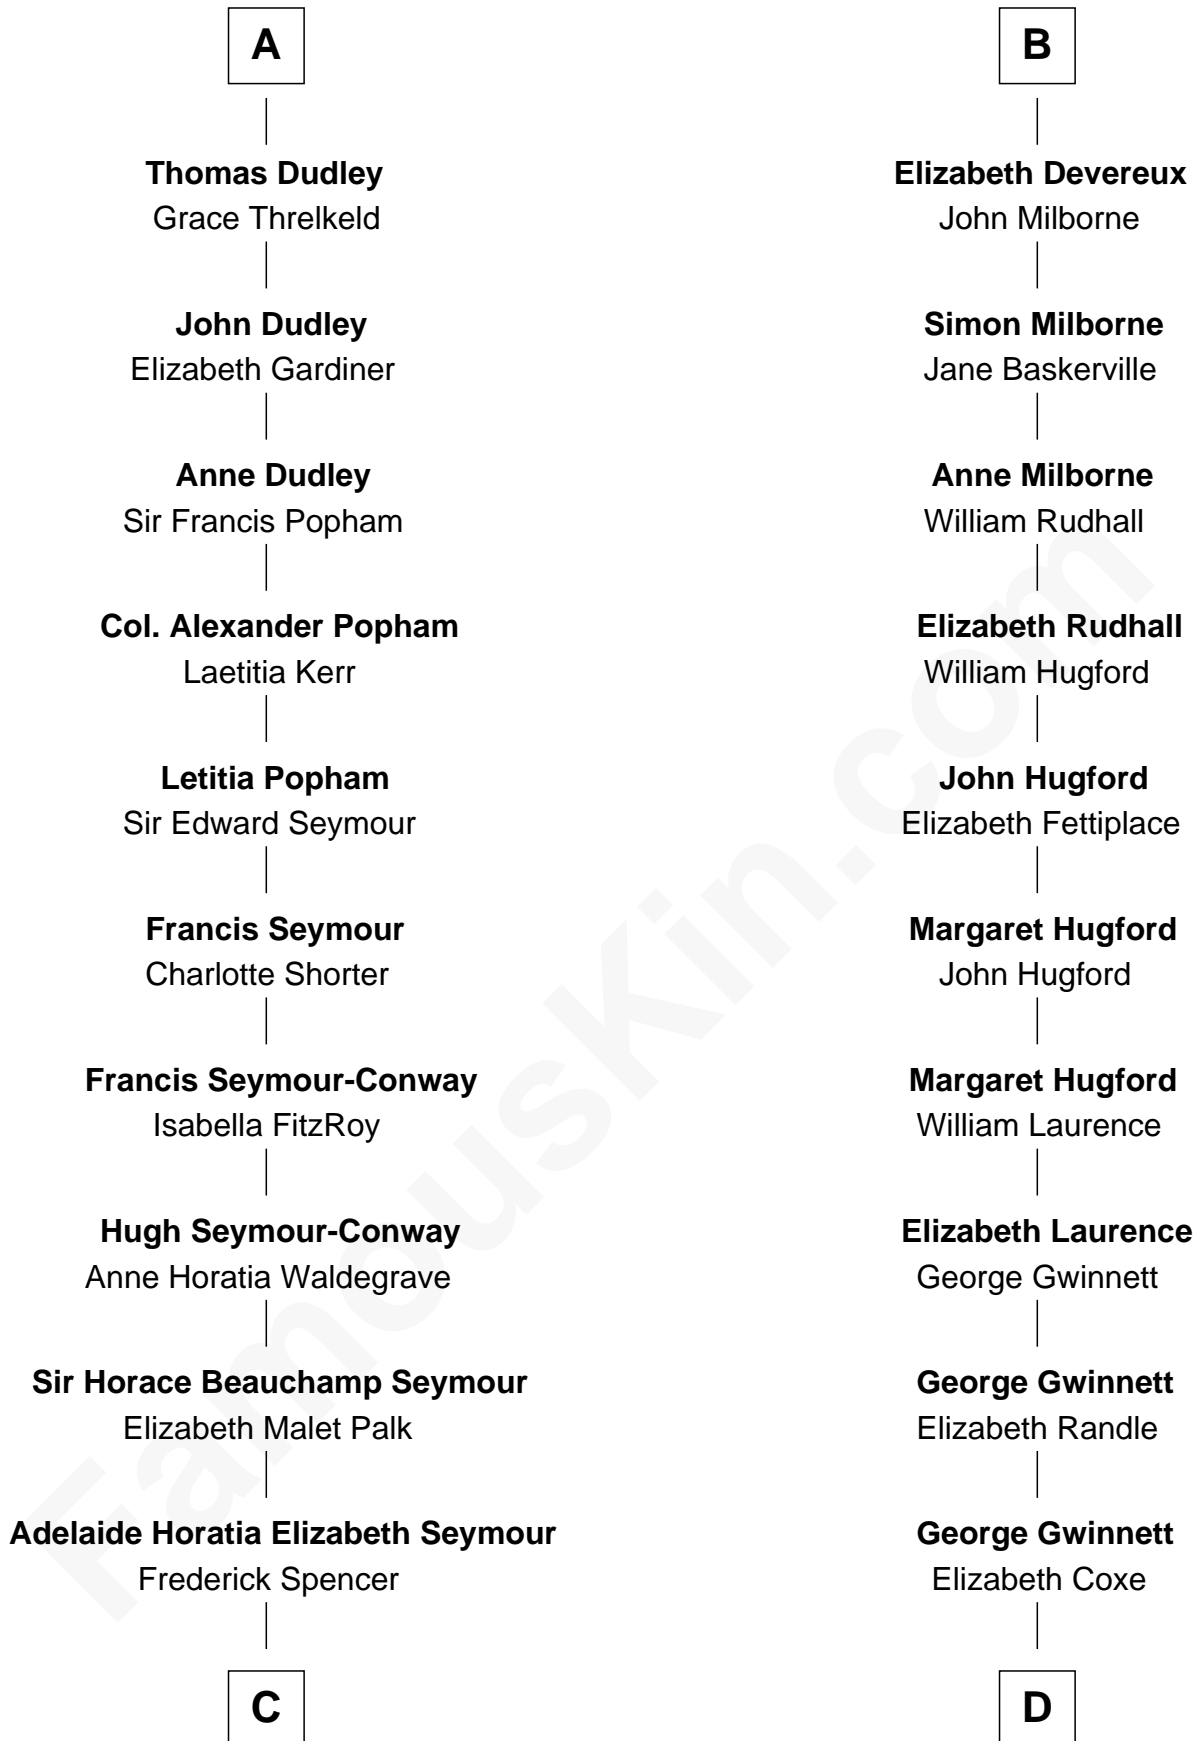 A
Thomas Dudley
Grace Threlkeld
John Dudley
Elizabeth Gardiner
Anne Dudley
Sir Francis Popham
Col. Alexander Popham
Laetitia Kerr
Letitia Popham
Sir Edward Seymour
Francis Seymour
Charlotte Shorter
Francis Seymour-Conway
Isabella FitzRoy
Hugh Seymour-Conway
Anne Horatia Waldegrave
Sir Horace Beauchamp Seymour
Elizabeth Malet Palk
Adelaide Horatia Elizabeth Seymour
Frederick Spencer
C
B
Elizabeth Devereux
John Milborne
Simon Milborne
Jane Baskerville
Anne Milborne
William Rudhall
Elizabeth Rudhall
William Hugford
John Hugford
Elizabeth Fettiplace
Margaret Hugford
John Hugford
Margaret Hugford
William Laurence
Elizabeth Laurence
George Gwinnett
George Gwinnett
Elizabeth Randle
George Gwinnett
Elizabeth Coxe
D
FamousKin.com